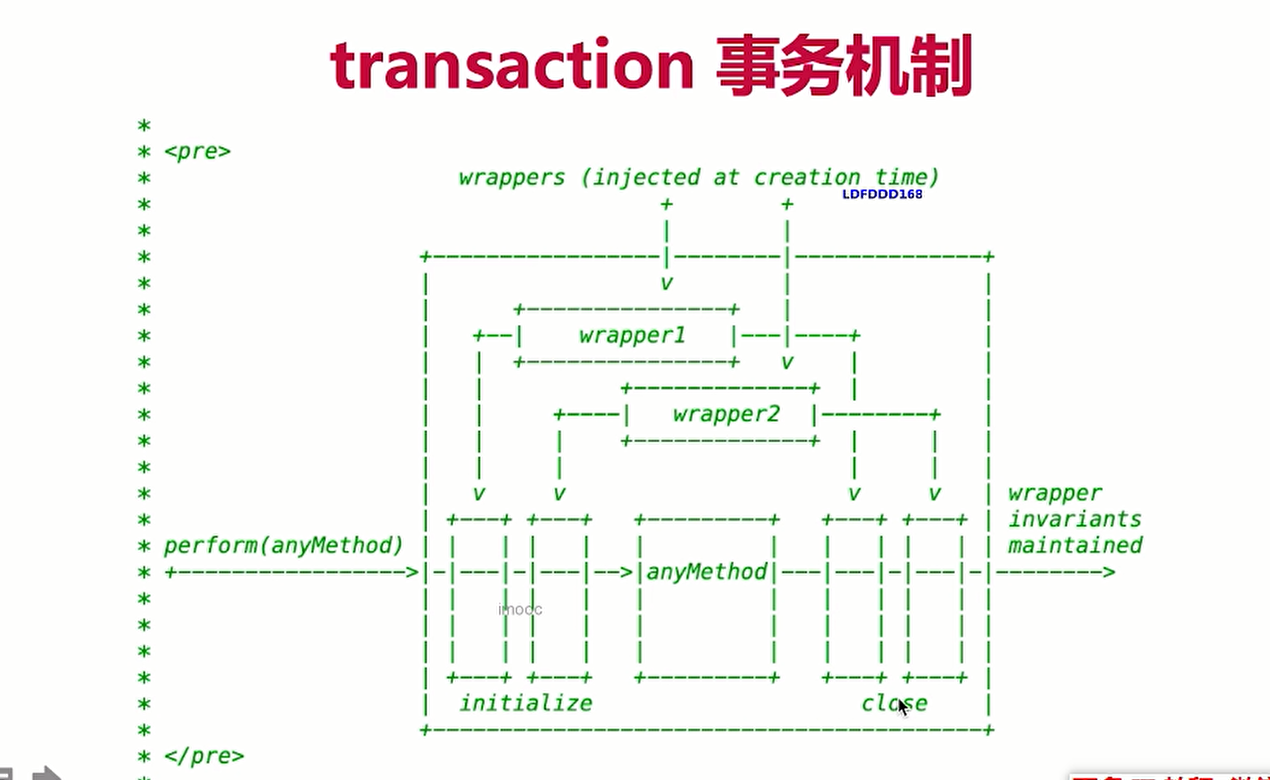 transaction 事务机制
*
* <pre>
*                       wrappers (injected at creation time)
LDFDDD168
*                                       +        +
*                                       |        |
*                     +-----------------|--------|--------------+
*                     |                 v        |              |
*                     |      +---------------+   |              |
*                     |   +--|    wrapper1   |---|----+         |
*                     |   |  +---------------+   v    |         |
*                     |   |          +-------------+  |         |
*                     |   |     +----|   wrapper2  |--------+   |
*                     |   |     |    +-------------+  |     |   |
*                     |   |     |                     |     |   |
*                     |   v     v                     v     v   | wrapper
*                     | +---+ +---+   +---------+   +---+ +---+ | invariants
* perform(anyMethod)  | |   | |   |   |         |   |   | |   | | maintained
* +------------------>|-|---|-|---|-->|anyMethod|---|---|-|---|-|-------->
imooc
*                     | |   | |   |   |         |   |   | |   | |
*                     | |   | |   |   |         |   |   | |   | |
*                     | |   | |   |   |         |   |   | |   | |
*                     | +---+ +---+   +---------+   +---+ +---+ |
*                     |  initialize                    close    |
*                     +-----------------------------------------+
* </pre>
*